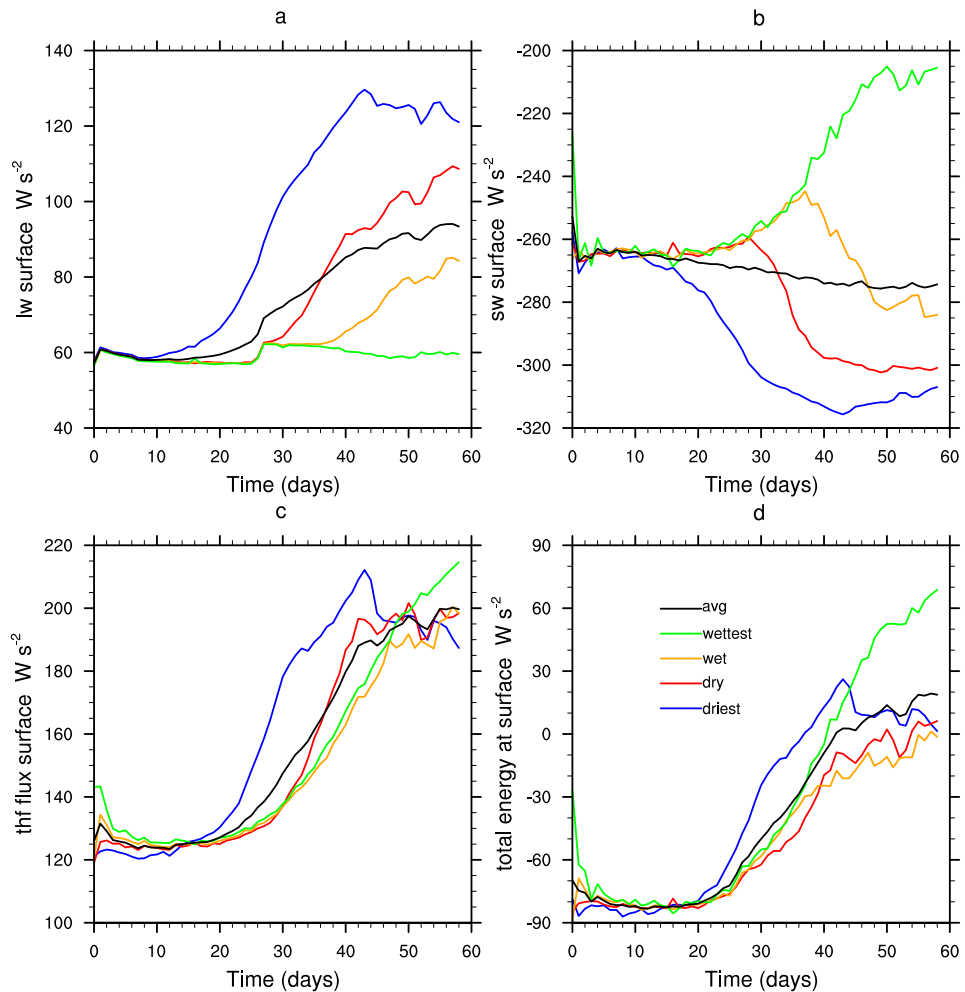 a
140
120
100
80
60
40
lw surface W s-2
0 10 20 30 40 50 60
Time (days)
b
-200
-220
-240
-260
-280
-300
-320
sw surface W s-2
0 10 20 30 40 50 60
Time (days)
c
220
200
180
160
140
120
100
thf flux surface W s-2
0 10 20 30 40 50 60
Time (days)
d
90
60
30
0
-30
-60
-90
total energy at surface W s-2
avg
wettest
wet
dry
driest
0 10 20 30 40 50 60
Time (days)